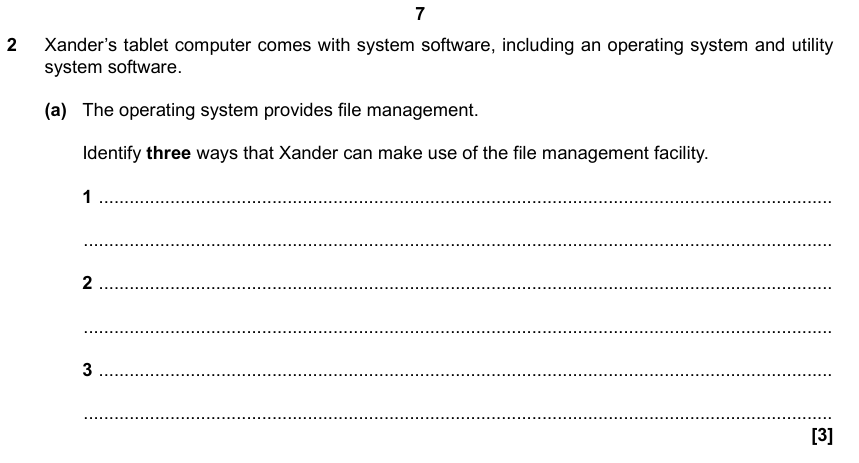 7
2 Xander's tablet computer comes with system software, including an operating system and utility
system software.
(a) The operating system provides file management.
Identify three ways that Xander can make use of the file management facility.
1 ..........................................................................................................................................
..........................................................................................................................................
2 ..........................................................................................................................................
..........................................................................................................................................
3 ..........................................................................................................................................
..........................................................................................................................................
[3]